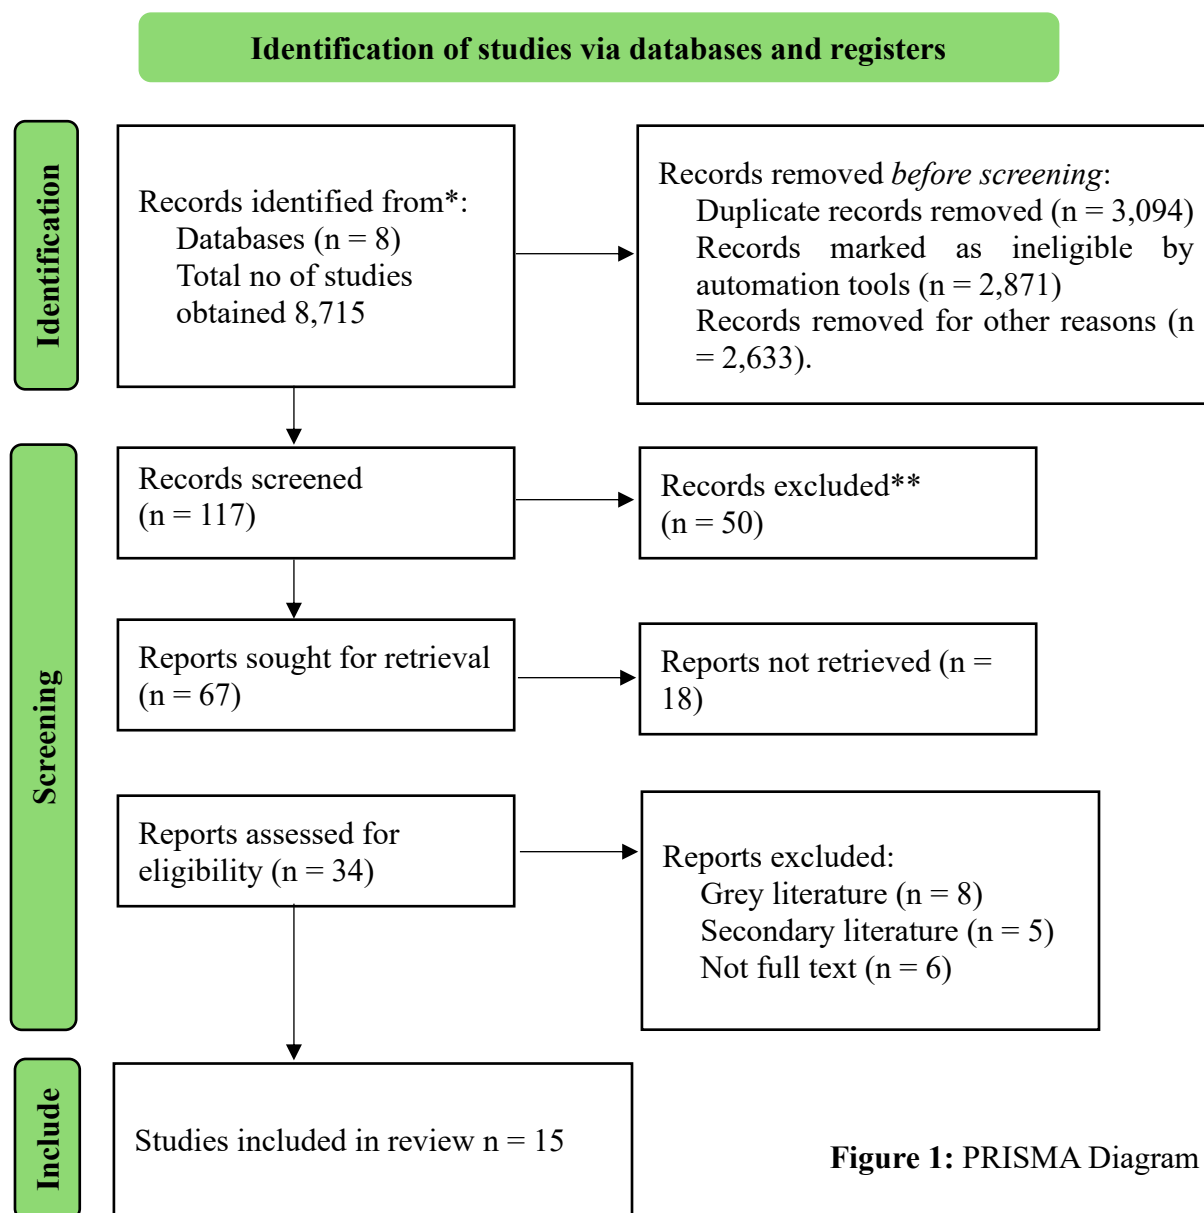 Identification of studies via databases and registers
Identification
Records identified from*:
Databases (n = 8)
Total no of studies
obtained 8,715
Records removed before screening:
Duplicate records removed (n = 3,094)
Records marked as ineligible by
automation tools (n = 2,871)
Records removed for other reasons (n
= 2,633).
Screening
Records screened
(n = 117)
Records excluded**
(n = 50)
Reports sought for retrieval
(n = 67)
Reports not retrieved (n =
18)
Reports assessed for
eligibility (n = 34)
Reports excluded:
Grey literature (n = 8)
Secondary literature (n = 5)
Not full text (n = 6)
Include
Studies included in review n = 15
Figure 1: PRISMA Diagram